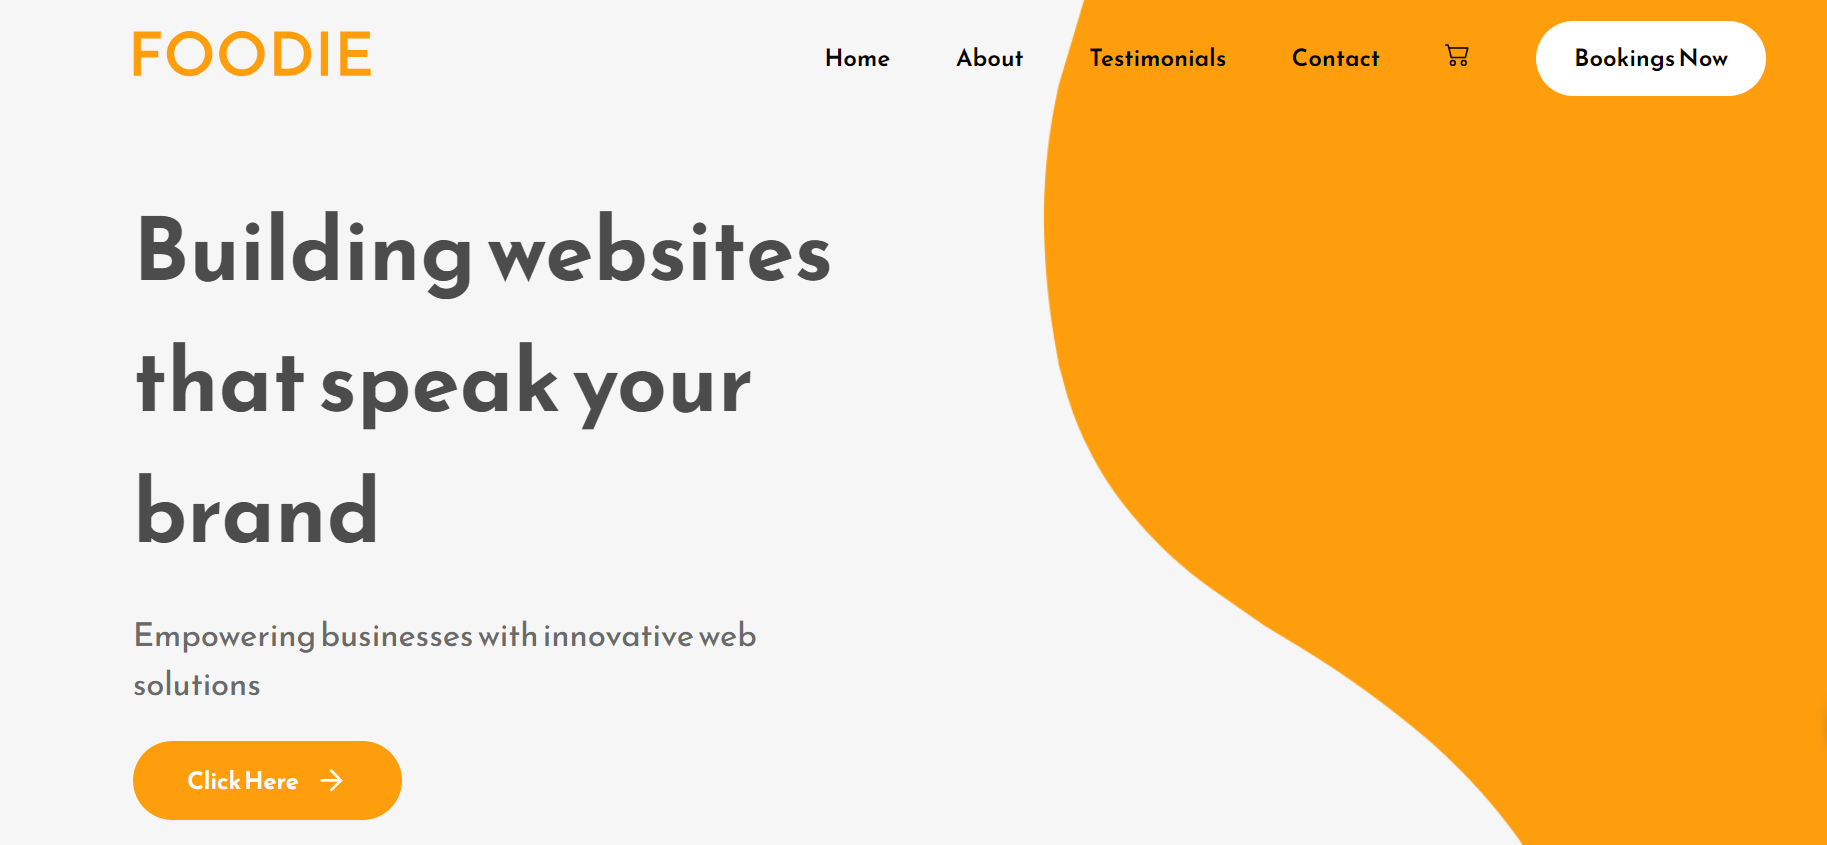 FOODIE
Home About Testimonials Contact Bookings Now
Building websites
that speak your
brand
Empowering businesses with innovative web
solutions
Click Here